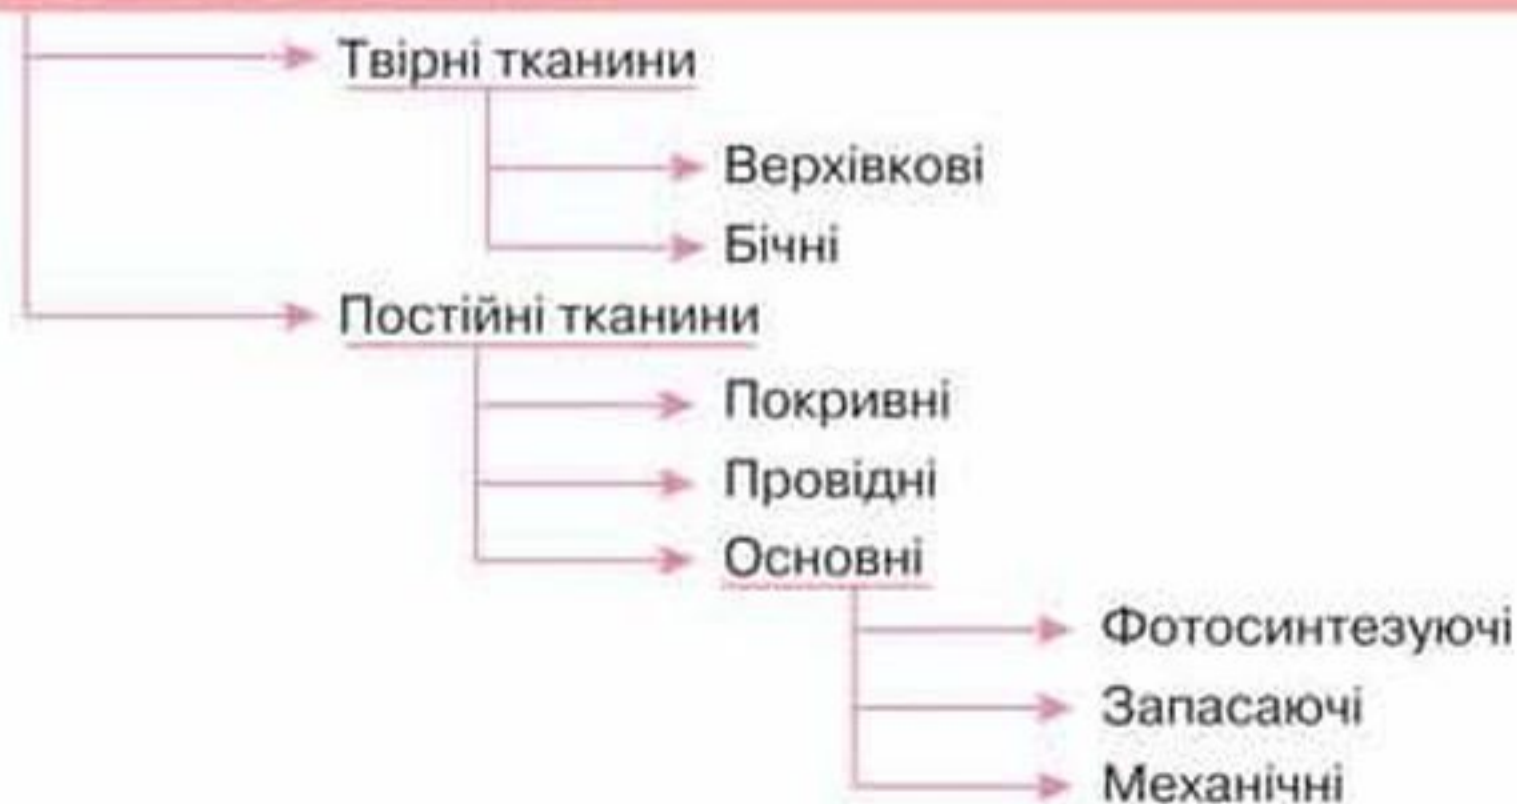 Твірні тканини
Верхівкові
Бічні
Постійні тканини
Покривні
Провідні
Основні
Фотосинтезуючі
Запасаючі
Механічні